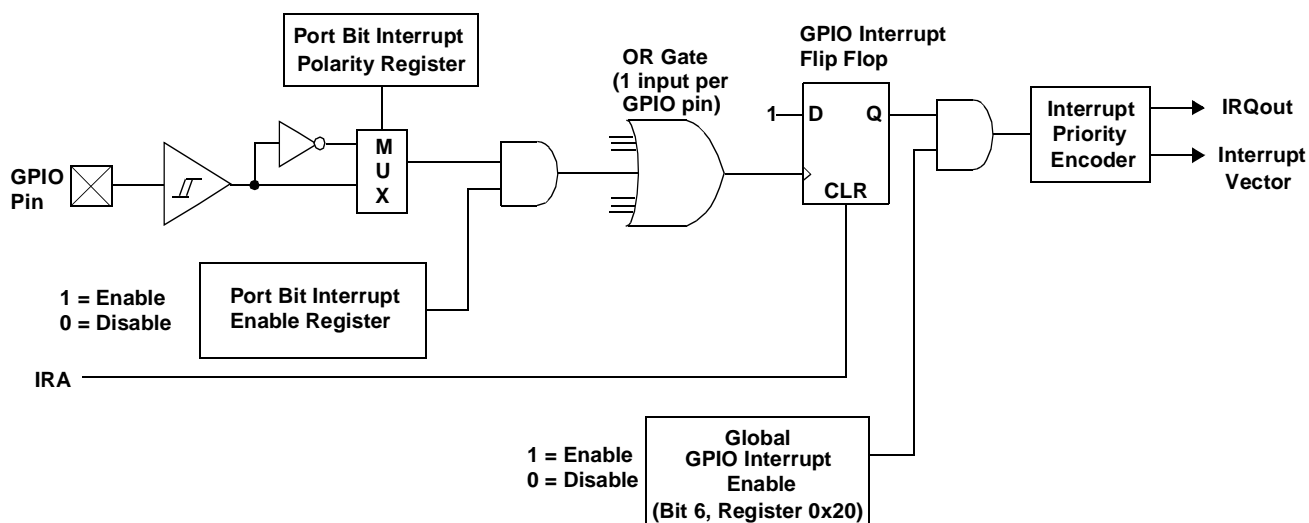 Port Bit Interrupt
Polarity Register
OR Gate
(1 input per
GPIO pin)
GPIO Interrupt
Flip Flop
GPIO
Pin
M
U
X
1
D
Q
CLR
Interrupt
Priority
Encoder
IRQout
Interrupt
Vector
1 = Enable
0 = Disable
Port Bit Interrupt
Enable Register
IRA
1 = Enable
0 = Disable
Global
GPIO Interrupt
Enable
(Bit 6, Register 0x20)